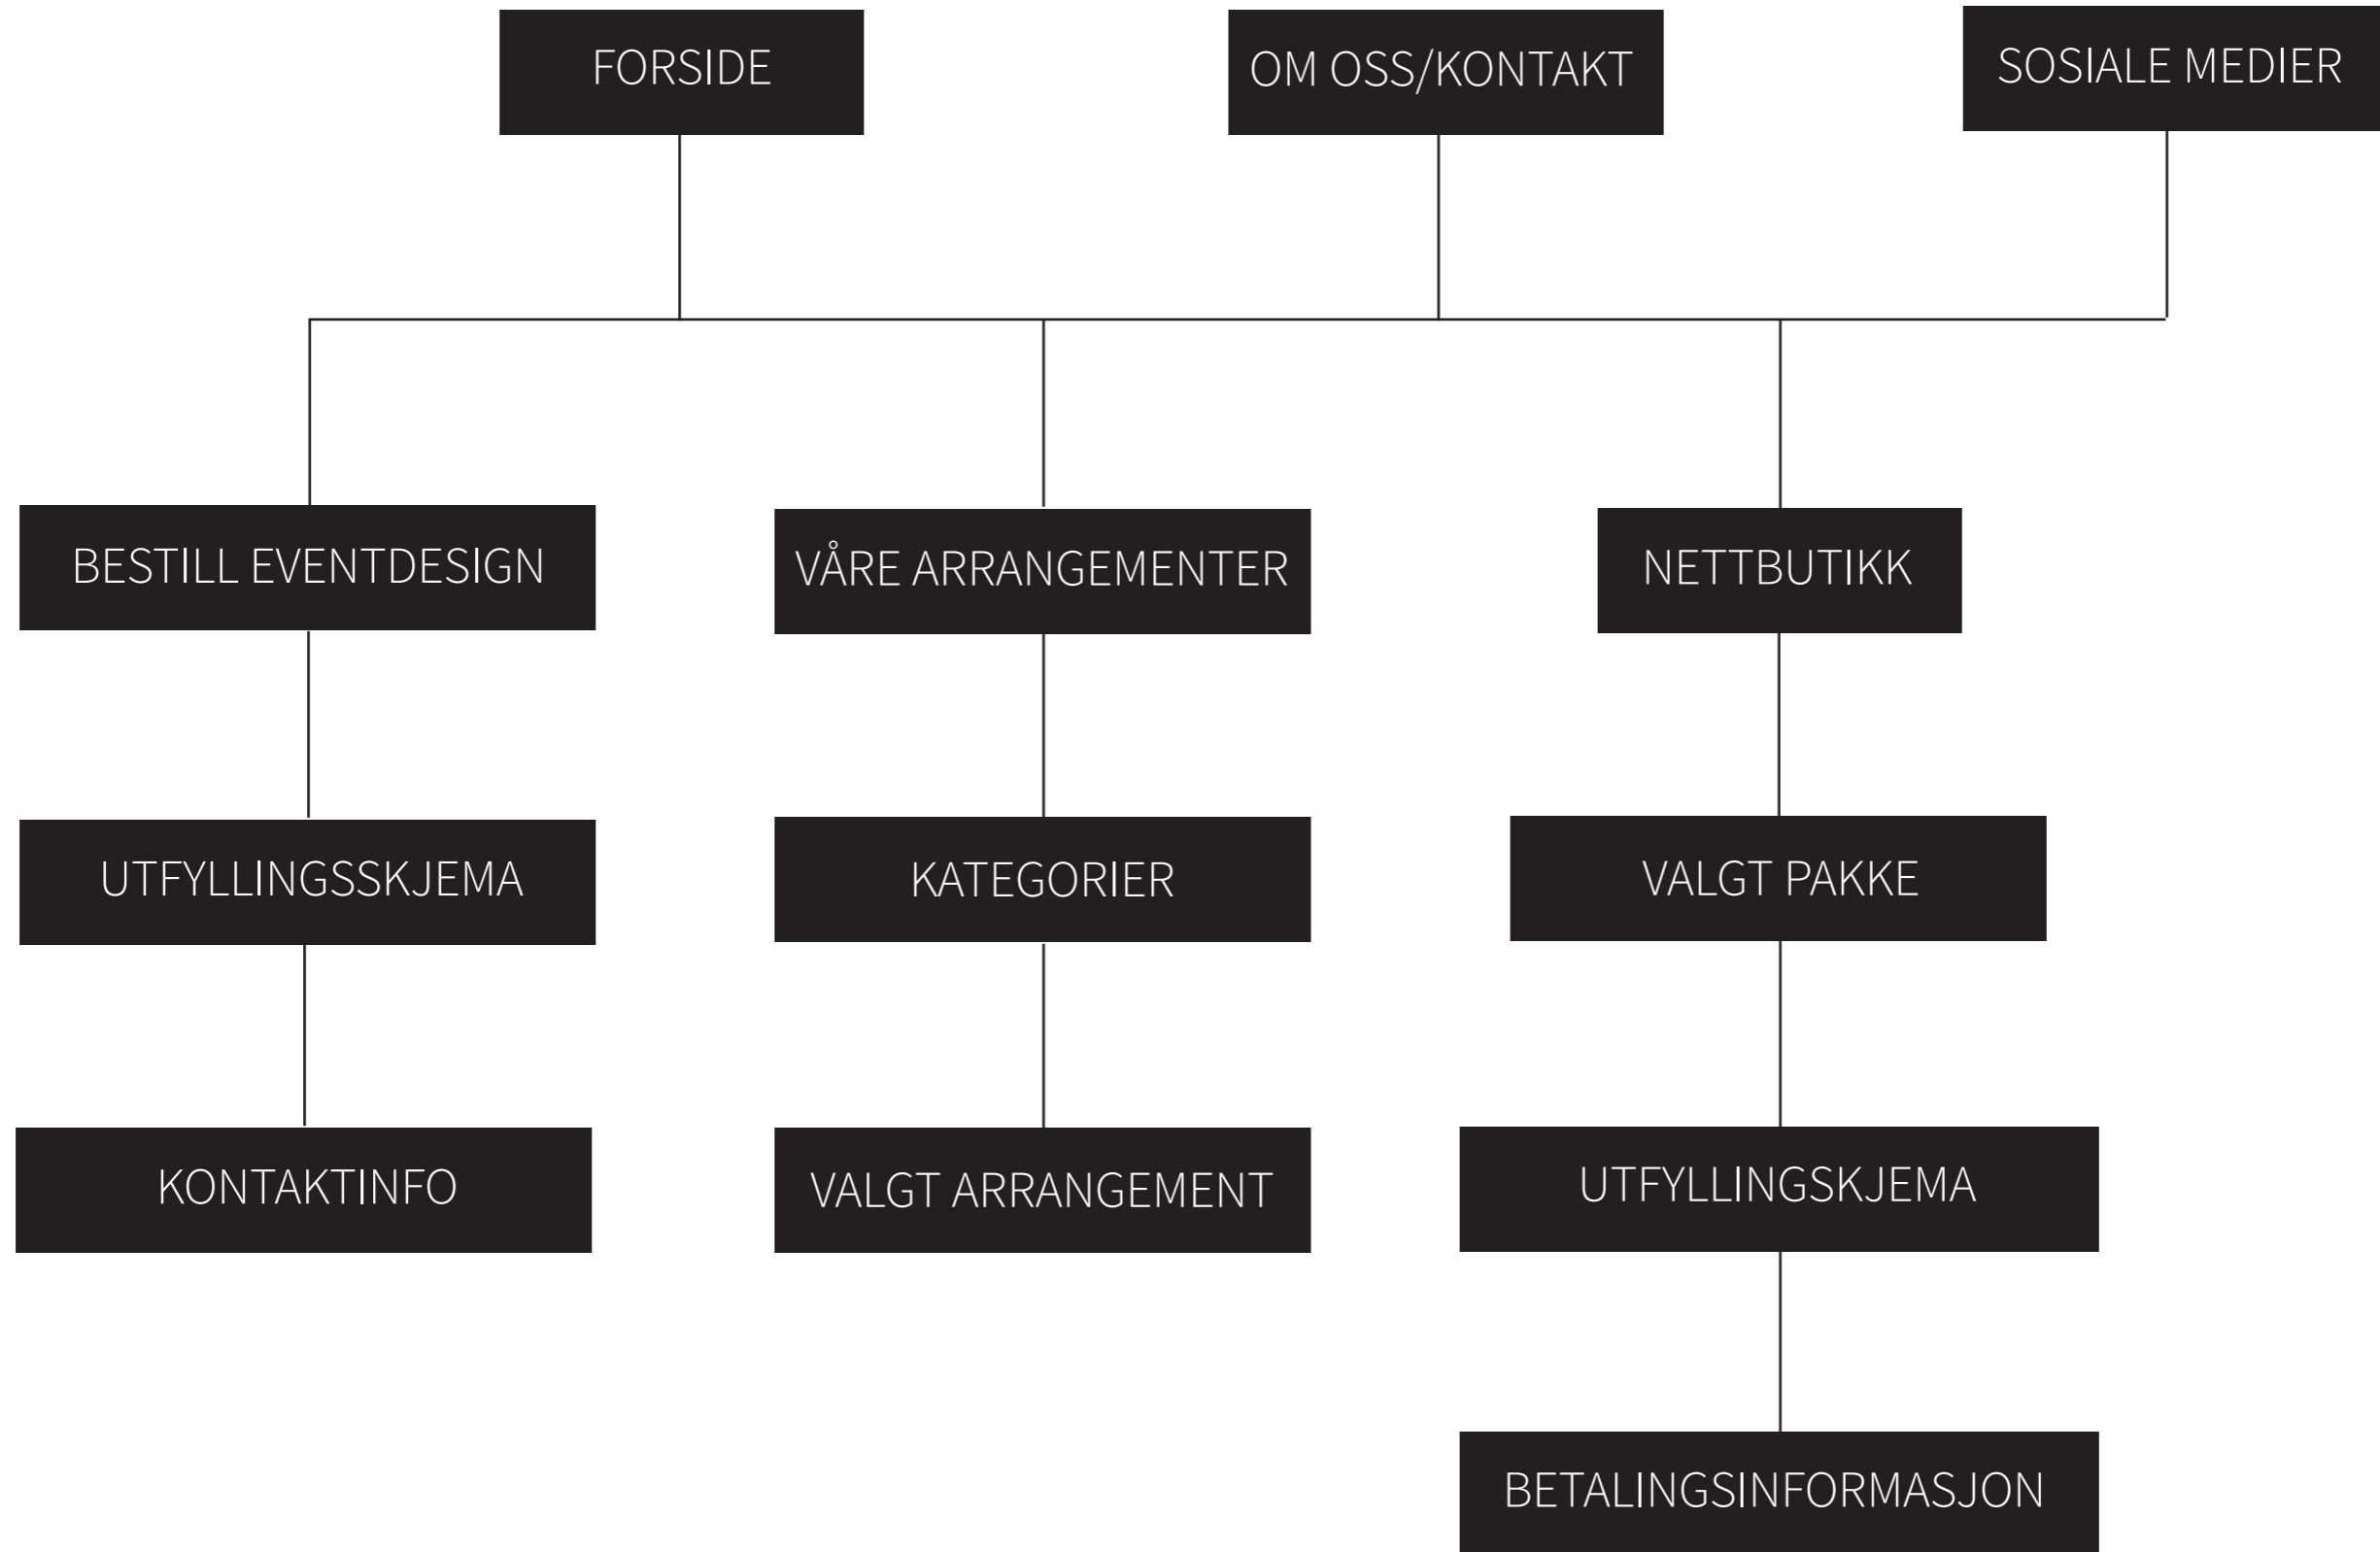 FORSIDE
OM OSS/KONTAKT
SOSIALE MEDIER
BESTILL EVENTDESIGN
VÅRE ARRANGEMENTER
NETTBUTIKK
UTFYLLINGSSKJEMA
KATEGORIER
VALGT PAKKE
KONTAKTINFO
VALGT ARRANGEMENT
UTFYLLINGSKJEMA
BETALINGSINFORMASJON